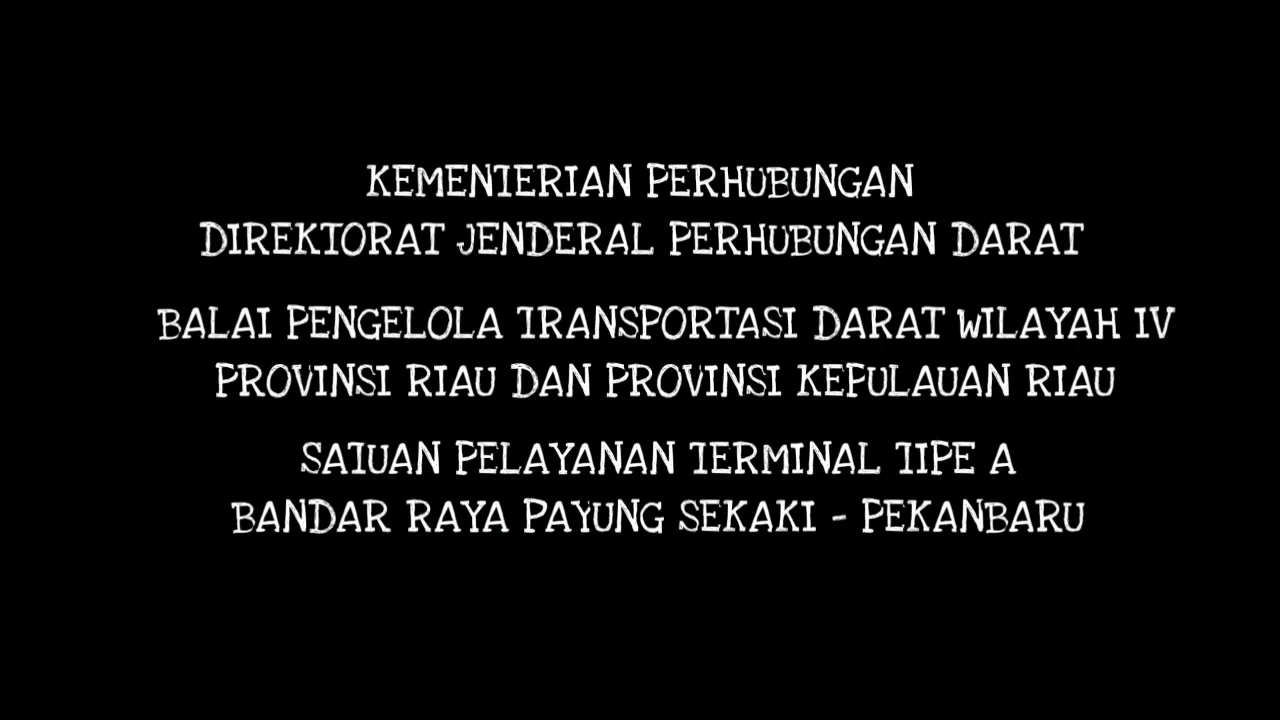 KEMENTERIAN PERHUBUNGAN
DIREKTORAT JENDERAL PERHUBUNGAN DARAT
BALAI PENGELOLA TRANSPORTASI DARAT WILAYAH IV
PROVINSI RIAU DAN PROVINSI KEPULAUAN RIAU
SATUAN PELAYANAN TERMINAL TIPE A
BANDAR RAYA PAYUNG SEKAKI - PEKANBARU